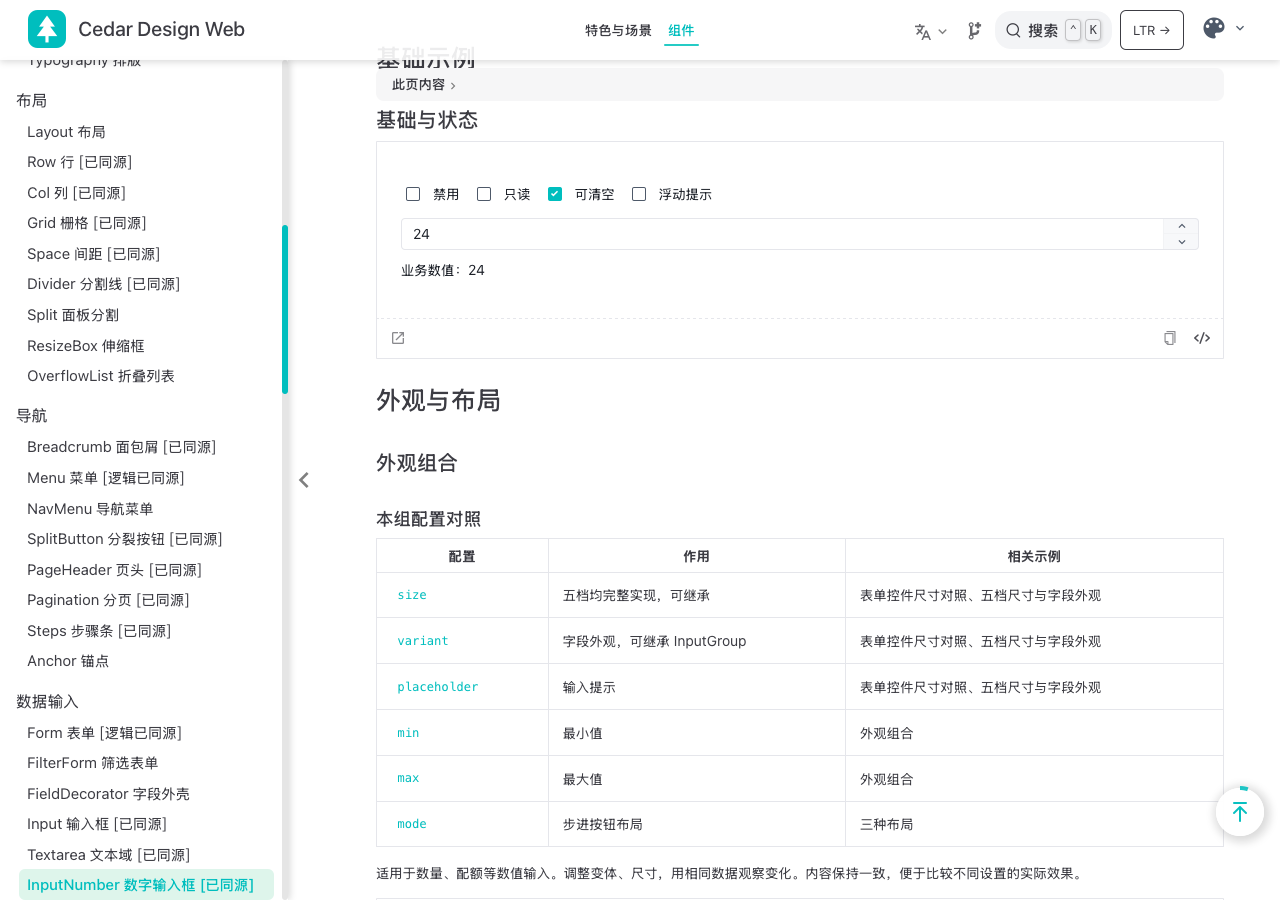 Cedar Design Web
特色与场景
组件
搜索
^
K
LTR →
Typography 排版
布局
Layout 布局
Row 行 [已同源]
Col 列 [已同源]
Grid 栅格 [已同源]
Space 间距 [已同源]
Divider 分割线 [已同源]
Split 面板分割
ResizeBox 伸缩框
OverflowList 折叠列表
导航
Breadcrumb 面包屑 [已同源]
Menu 菜单 [逻辑已同源]
NavMenu 导航菜单
SplitButton 分裂按钮 [已同源]
PageHeader 页头 [已同源]
Pagination 分页 [已同源]
Steps 步骤条 [已同源]
Anchor 锚点
数据输入
Form 表单 [逻辑已同源]
FilterForm 筛选表单
FieldDecorator 字段外壳
Input 输入框 [已同源]
Textarea 文本域 [已同源]
InputNumber 数字输入框 [已同源]
基础示例
此页内容
基础与状态
禁用 只读 可清空 浮动提示
24
业务数值：24
外观与布局
外观组合
本组配置对照
配置 作用 相关示例
size 五档均完整实现，可继承 表单控件尺寸对照、五档尺寸与字段外观
variant 字段外观，可继承 InputGroup 表单控件尺寸对照、五档尺寸与字段外观
placeholder 输入提示 表单控件尺寸对照、五档尺寸与字段外观
min 最小值 外观组合
max 最大值 外观组合
mode 步进按钮布局 三种布局
适用于数量、配额等数值输入。调整变体、尺寸，用相同数据观察变化。内容保持一致，便于比较不同设置的实际效果。